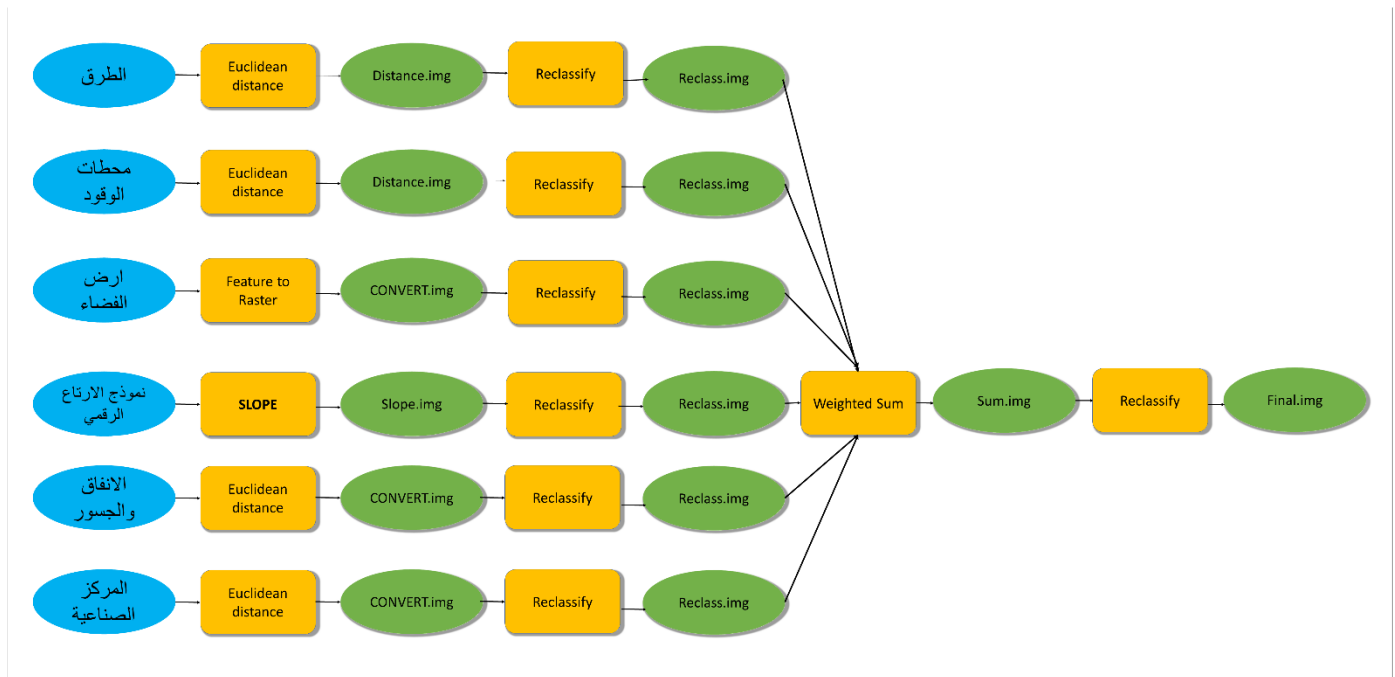 الطرق
Euclidean
distance
Distance.img
Reclassify
Reclass.img
محطات
الوقود
Euclidean
distance
Distance.img
Reclassify
Reclass.img
ارض
الفضاء
Feature to
Raster
CONVERT.img
Reclassify
Reclass.img
نموذج الارتاع
الرقمي
SLOPE
Slope.img
Reclassify
Reclass.img
Weighted Sum
Sum.img
Reclassify
Final.img
الانفاق
والجسور
Euclidean
distance
CONVERT.img
Reclassify
Reclass.img
المركز
الصناعية
Euclidean
distance
CONVERT.img
Reclassify
Reclass.img